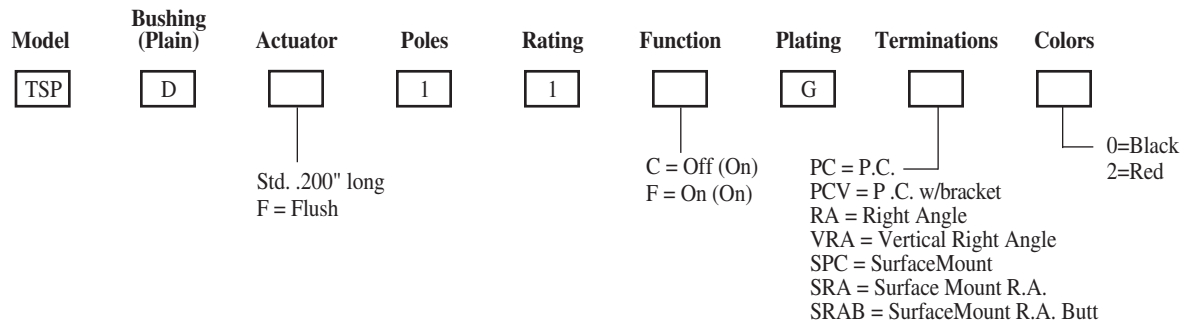 Model Bushing (Plain) Actuator Poles Rating Function Plating Terminations Colors
TSP D 1 1 G
Std. .200" long
F = Flush
C = Off (On)
F = On (On)
PC = P.C.
PCV = P .C. w/bracket
RA = Right Angle
VRA = Vertical Right Angle
SPC = SurfaceMount
SRA = Surface Mount R.A.
SRAB = SurfaceMount R.A. Butt
0=Black
2=Red